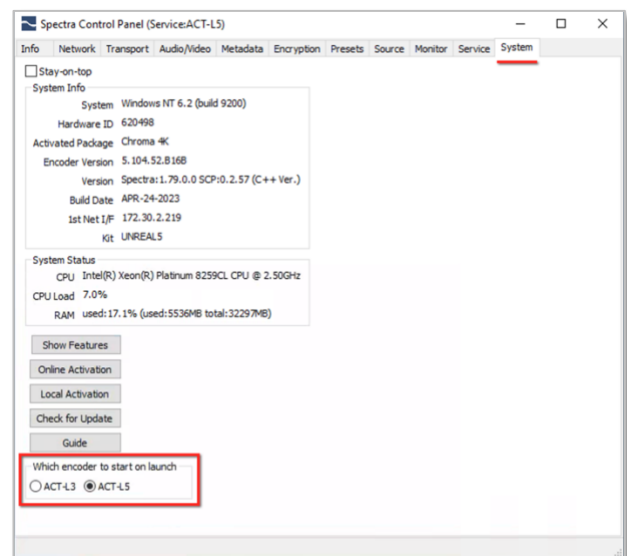 Spectra Control Panel (Service:ACT-L5)
Info Network Transport Audio/Video Metadata Encryption Presets Source Monitor Service System
Stay-on-top
System Info
System Windows NT 6.2 (build 9200)
Hardware ID 620498
Activated Package Chroma 4K
Encoder Version 5.104.52.B16B
Version Spectra:1.79.0.0 SCP:0.2.57 (C++ Ver.)
Build Date APR-24-2023
1st Net I/F 172.30.2.219
Kit UNREAL5
System Status
CPU Intel(R) Xeon(R) Platinum 8259CL CPU @ 2.50GHz
CPU Load 7.0%
RAM used:17.1% (used:5536MB total:32297MB)
Show Features
Online Activation
Local Activation
Check for Update
Guide
Which encoder to start on launch
ACT-L3 ACT-L5